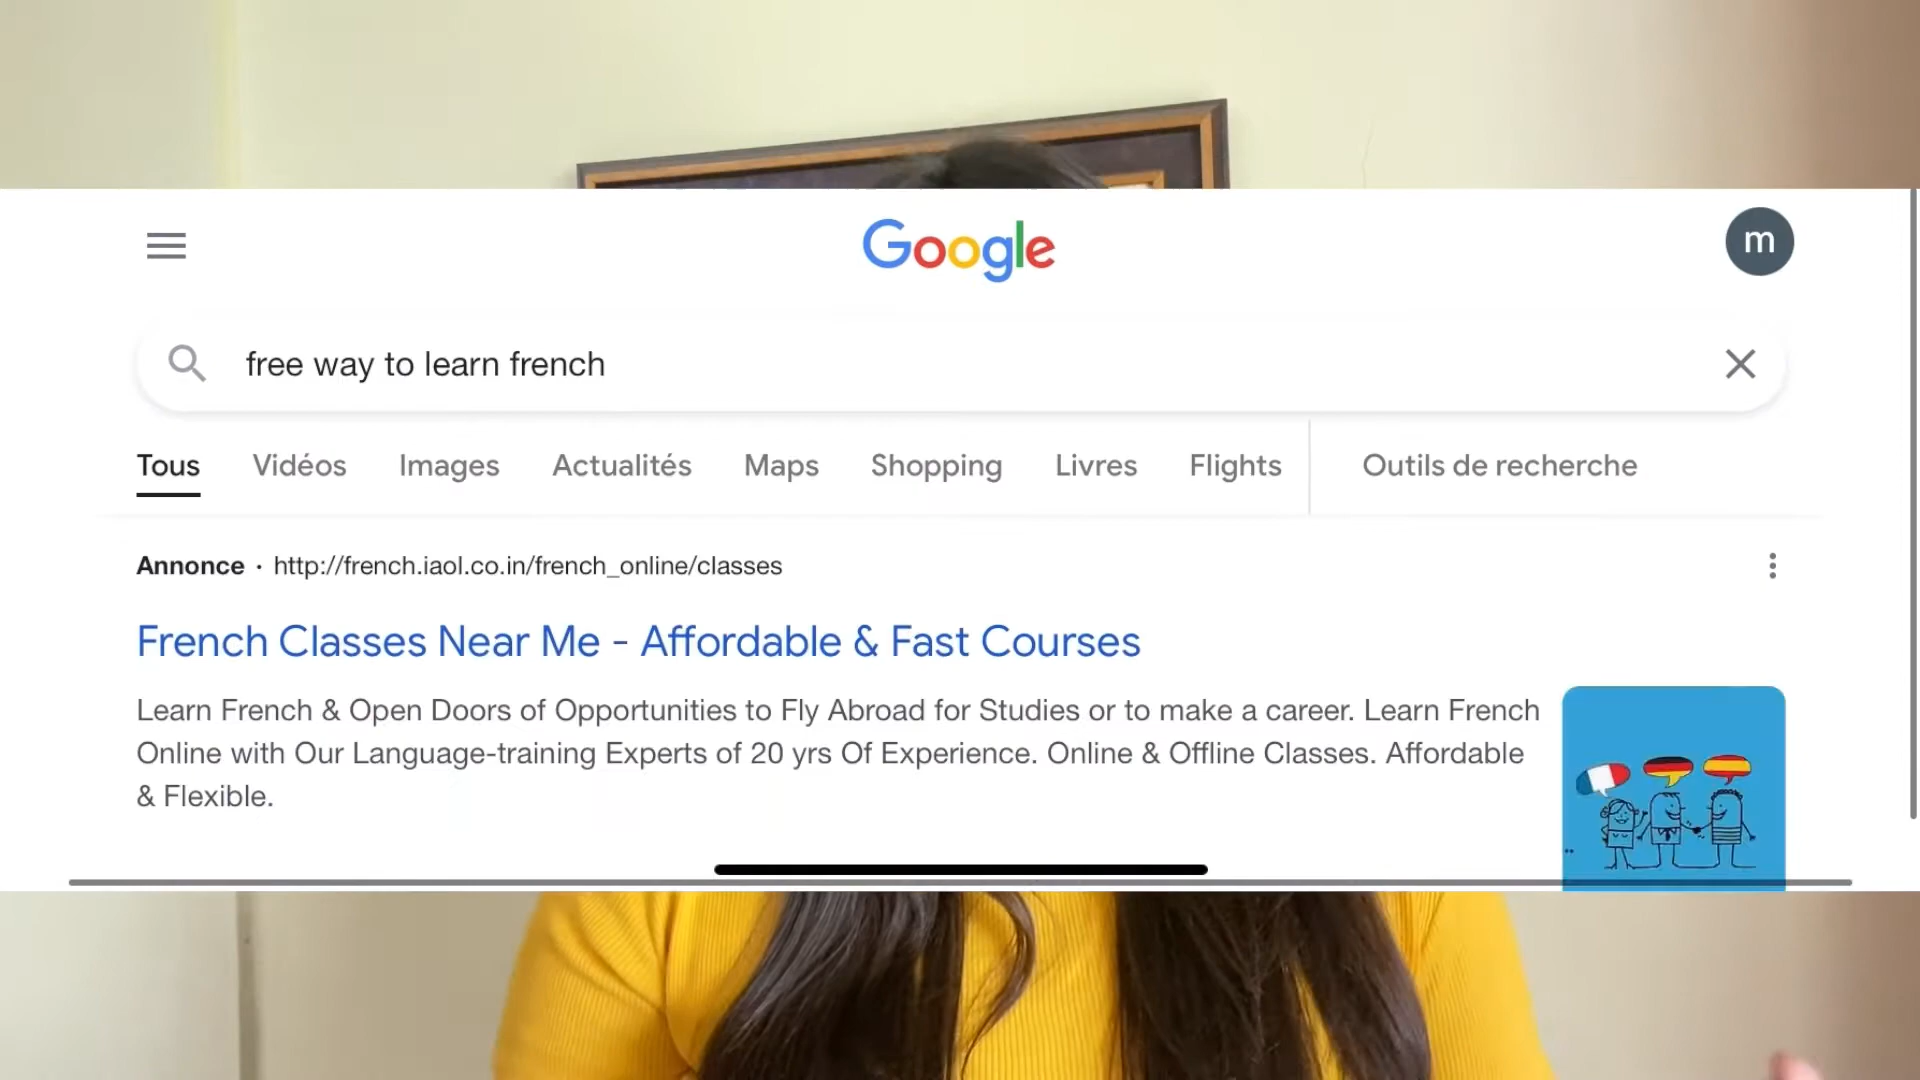 Google
m
free way to learn french
Tous Vidéos Images Actualités Maps Shopping Livres Flights Outils de recherche
Annonce · http://french.iaol.co.in/french_online/classes
French Classes Near Me - Affordable & Fast Courses
Learn French & Open Doors of Opportunities to Fly Abroad for Studies or to make a career. Learn French
Online with Our Language-training Experts of 20 yrs Of Experience. Online & Offline Classes. Affordable
& Flexible.